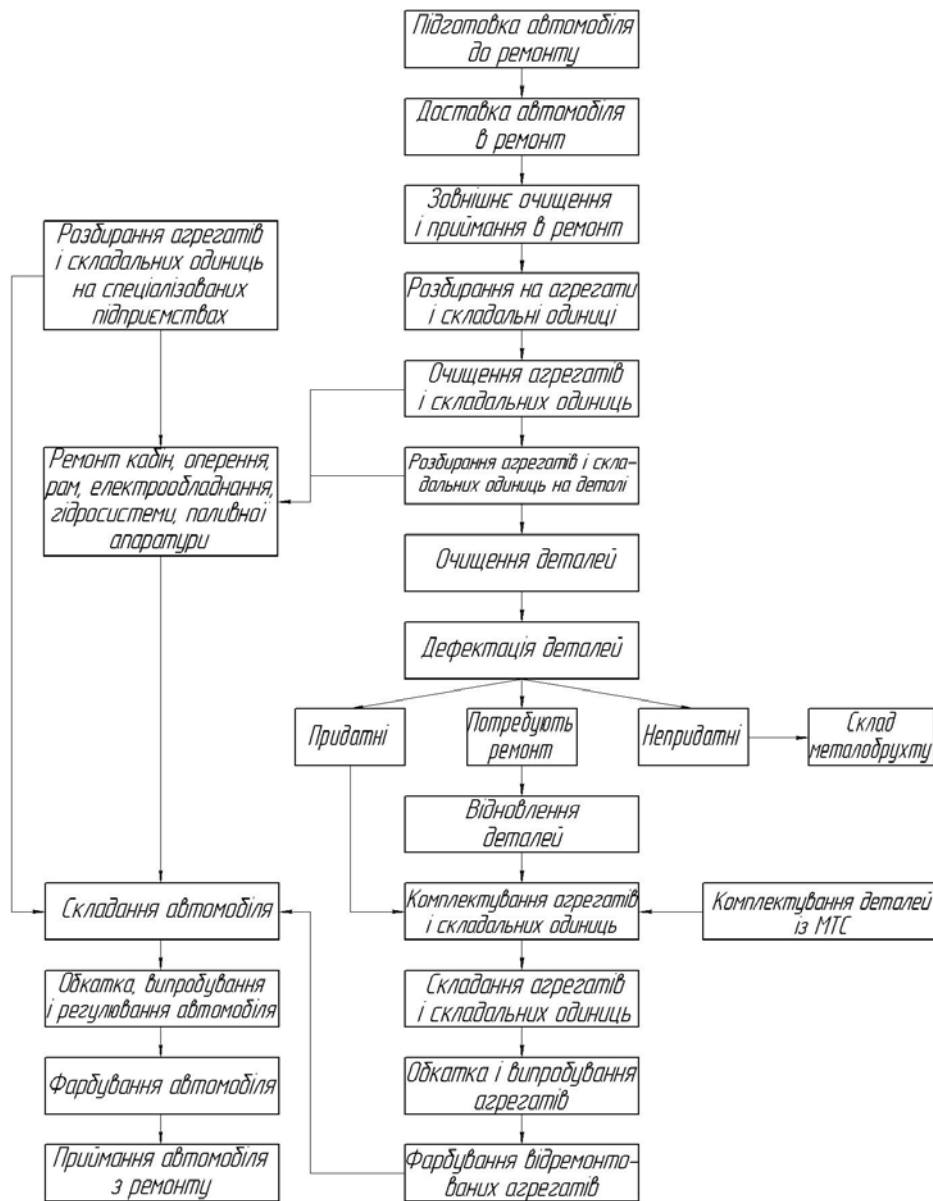 Підготовка автомобіля
до ремонту
Доставка автомобіля
в ремонт
Зовнішнє очищення
і приймання в ремонт
Розбирання агрегатів
і складальних одиниць
на спеціалізованих
підприємствах
Розбирання на агрегати
і складальні одиниці
Очищення агрегатів
і складальних одиниць
Ремонт кабін, оперення,
рам, електрообладнання,
гідросистеми, паливної
апаратури
Розбирання агрегатів і скла-
дальних одиниць на деталі
Очищення деталей
Дефектація деталей
Придатні
Потребують
ремонт
Непридатні
Склад
металобрухту
Відновлення
деталей
Складання автомобіля
Комплектування агрегатів
і складальних одиниць
Комплектування деталей
із МТС
Обкатка, випробування
і регулювання автомобіля
Складання агрегатів
і складальних одиниць
Фарбування автомобіля
Обкатка і випробування
агрегатів
Приймання автомобіля
з ремонту
Фарбування відремонто-
ваних агрегатів